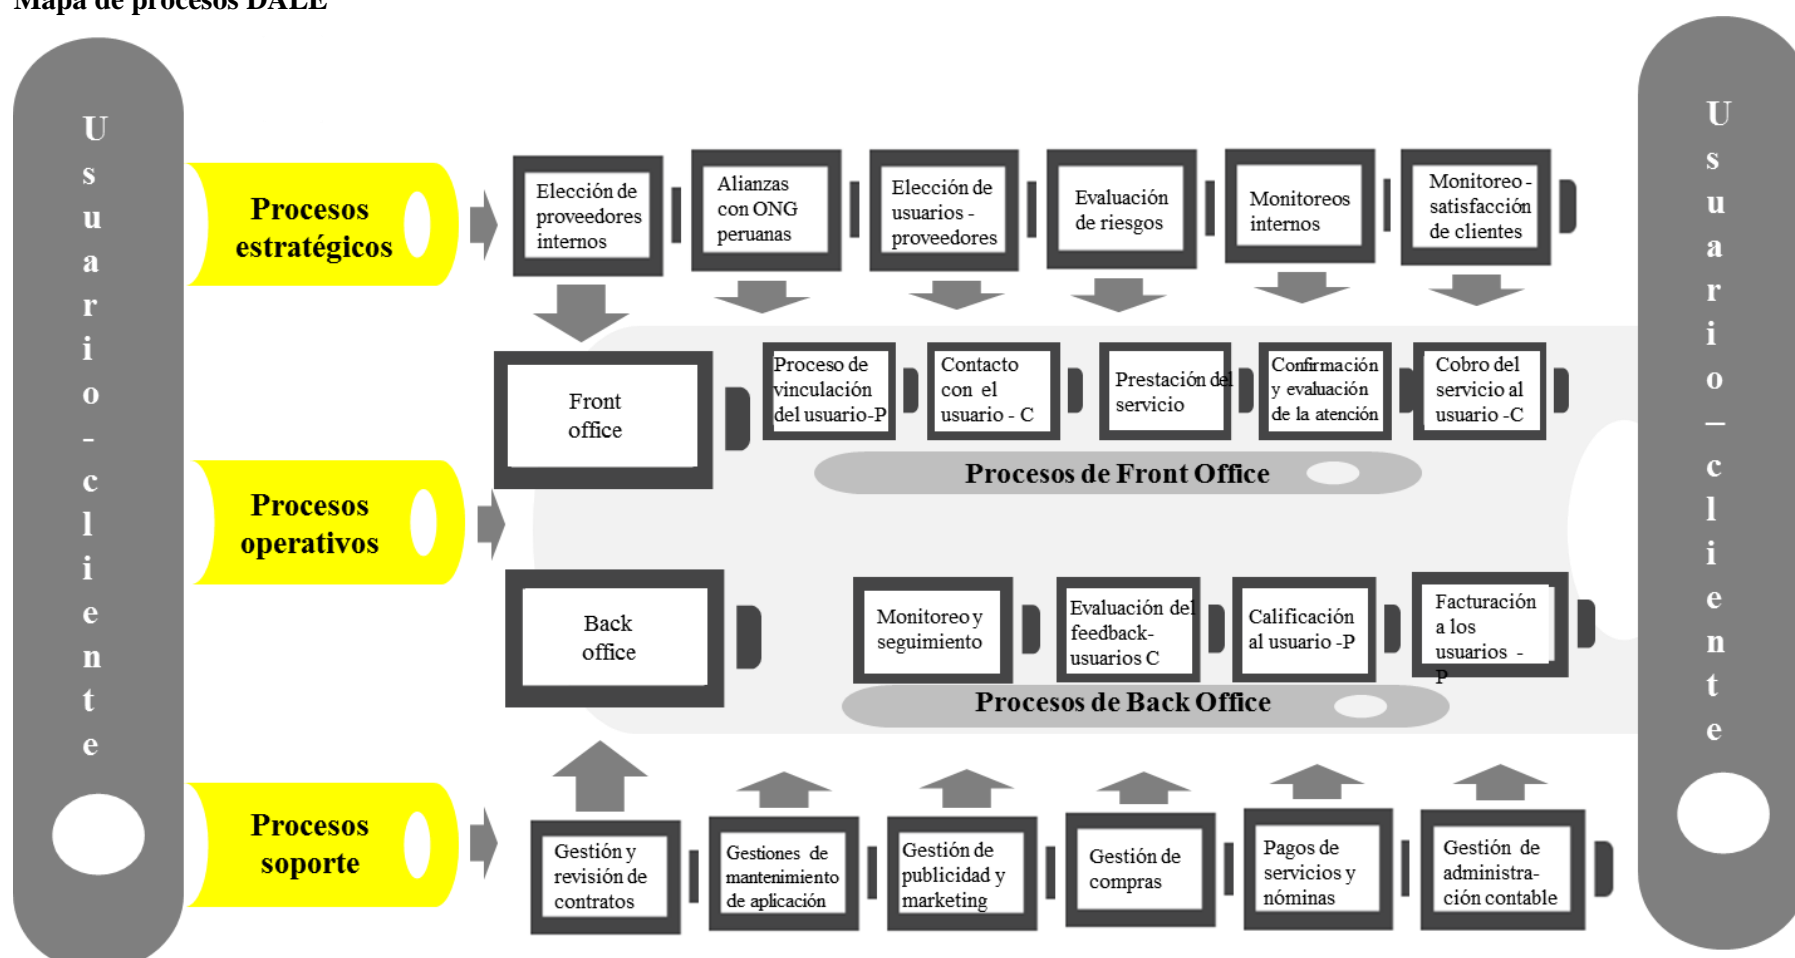 Mapa de procesos DALE
Usuario-cliente
Procesos
estratégicos
Elección de
proveedores
internos
Alianzas
con ONG
peruanas
Elección de
usuarios -
proveedores
Evaluación
de riesgos
Monitoreos
internos
Monitoreo -
satisfacción
de clientes
Procesos
operativos
Front
office
Proceso de
vinculación
del usuario-P
Contacto
con el
usuario - C
Prestación del
servicio
Confirmación
y evaluación
de la atención
Cobro del
servicio al
usuario -C
Procesos de Front Office
Back
office
Monitoreo y
seguimiento
Evaluación del
feedback-
usuarios C
Calificación
al usuario -P
Facturación
a los
usuarios -
P
Procesos de Back Office
Procesos
soporte
Gestión y
revisión de
contratos
Gestiones de
mantenimiento
de aplicación
Gestión de
publicidad y
marketing
Gestión de
compras
Pagos de
servicios y
nóminas
Gestión de
administra-
ción contable
Usuario–cliente